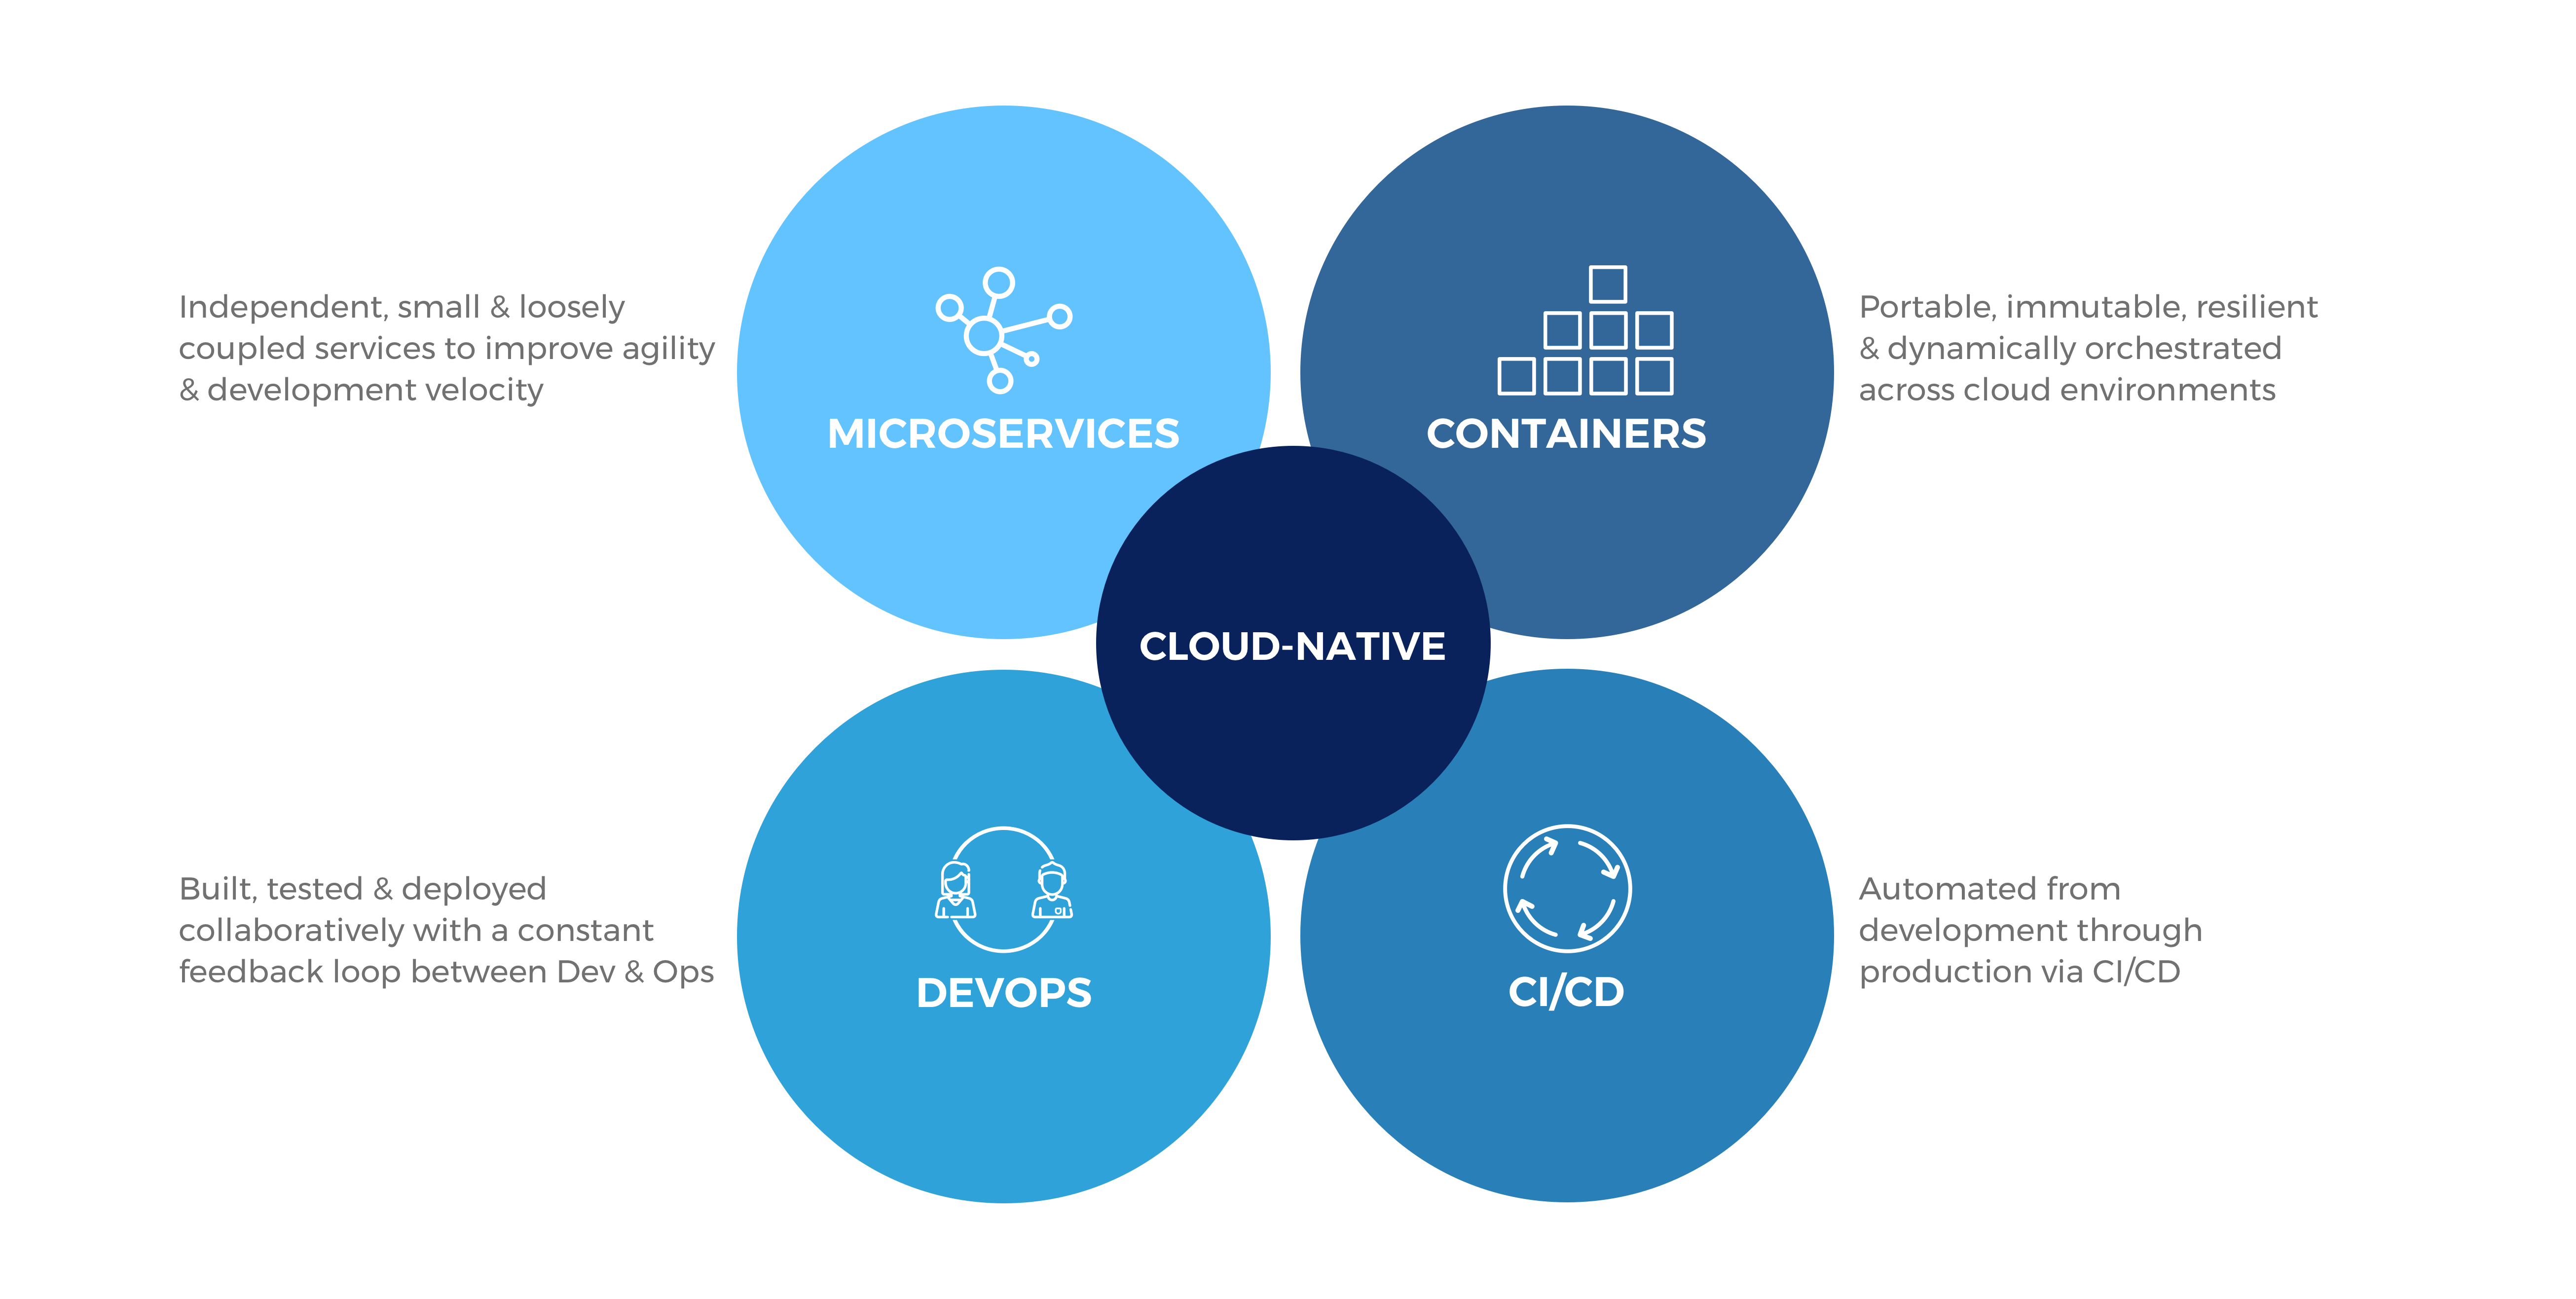 Independent, small & loosely
coupled services to improve agility
& development velocity
MICROSERVICES
CONTAINERS
Portable, immutable, resilient
& dynamically orchestrated
across cloud environments
CLOUD-NATIVE
Built, tested & deployed
collaboratively with a constant
feedback loop between Dev & Ops
DEVOPS
CI/CD
Automated from
development through
production via CI/CD